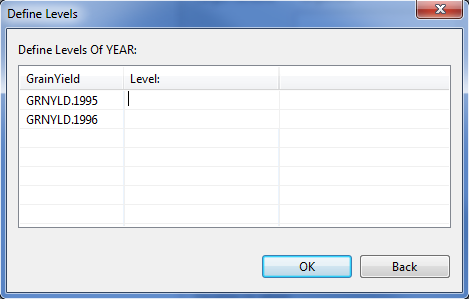 Define Levels
Define Levels Of YEAR:
GrainYield Level:
GRNYLD.1995
GRNYLD.1996
OK Back